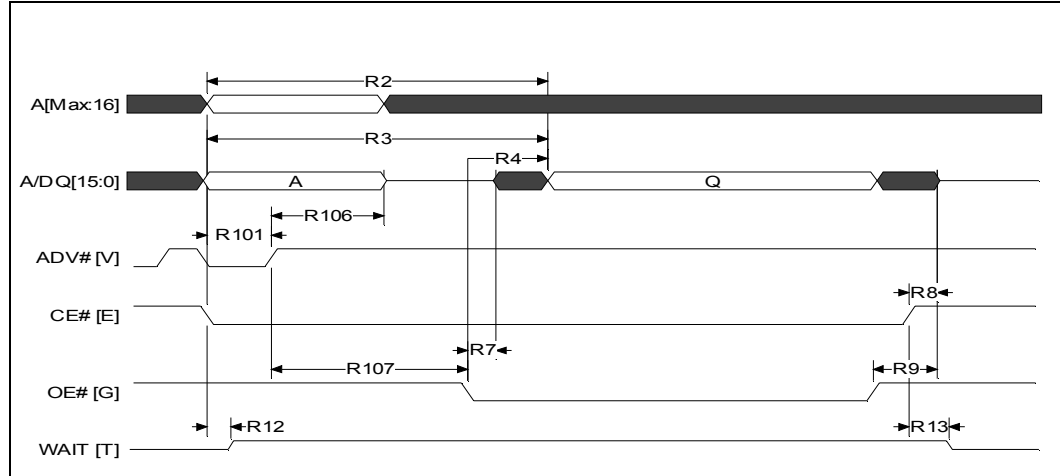 R2
A[Max:16]
R3
R4
A/DQ[15:0]
A
Q
R106
R101
ADV# [V]
R8
CE# [E]
R7
R107
R9
OE# [G]
R12
R13
WAIT [T]